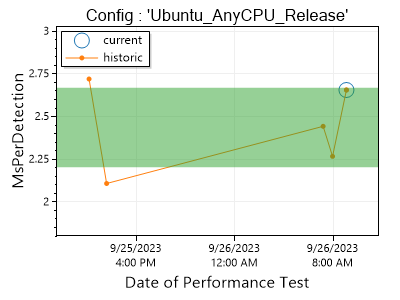 Config : 'Ubuntu_AnyCPU_Release'
current
historic
3
2.75
2.5
2.25
2
MsPerDetection
9/25/2023 9/26/2023 9/26/2023
4:00 PM 12:00 AM 8:00 AM
Date of Performance Test